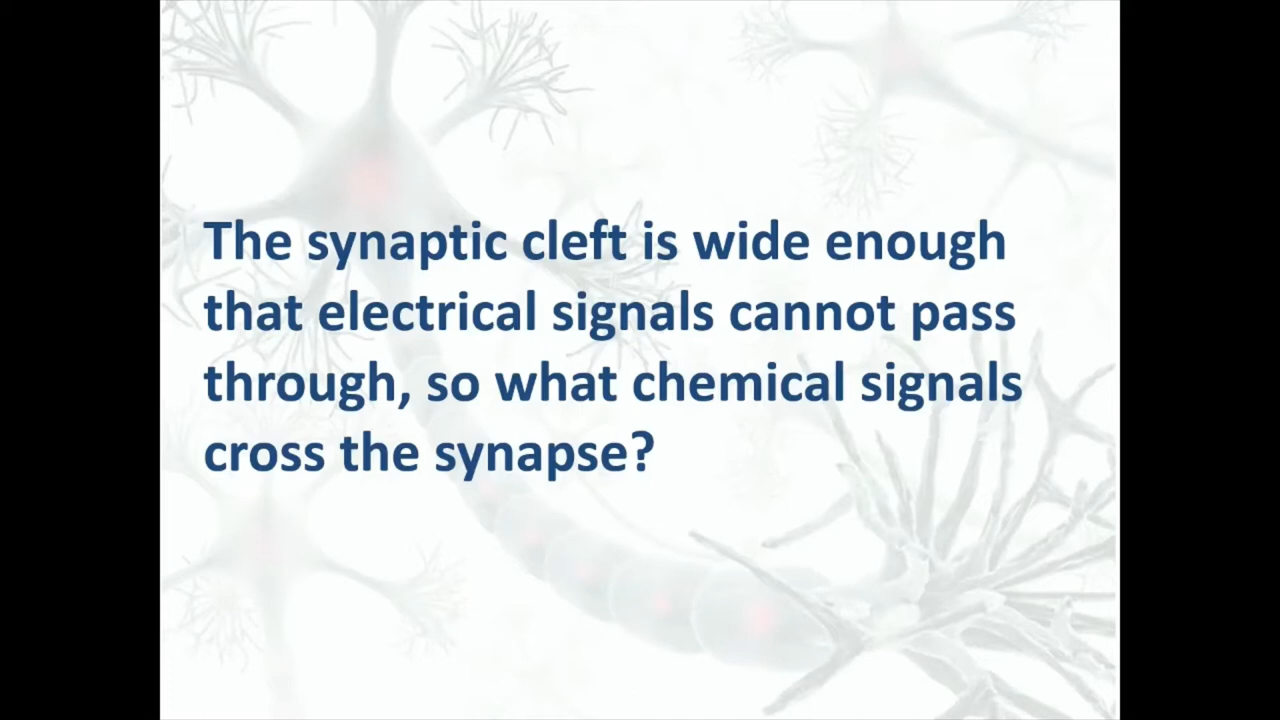 The synaptic cleft is wide enough
that electrical signals cannot pass
through, so what chemical signals
cross the synapse?